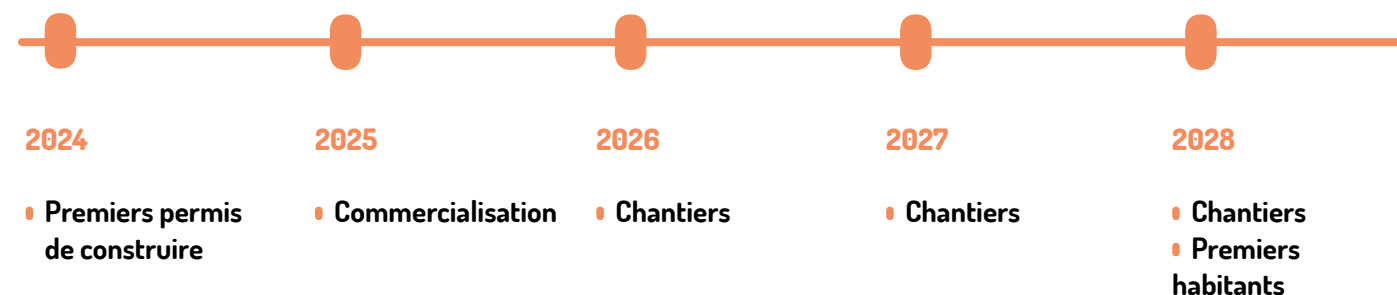 2024
Premiers permis
de construire
2025
Commercialisation
2026
Chantiers
2027
Chantiers
2028
Chantiers
Premiers
habitants